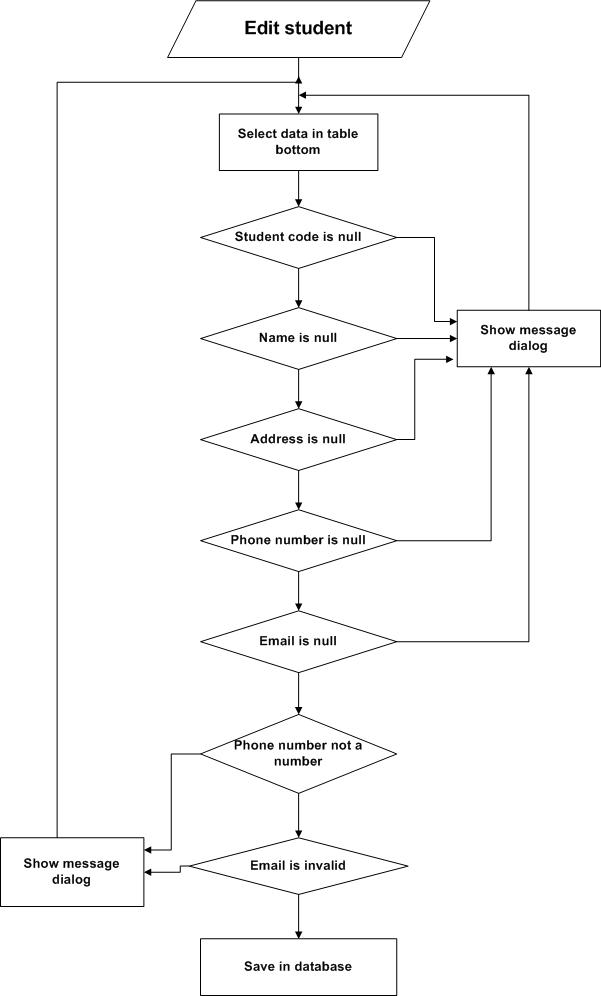 Edit student
Select data in table
bottom
Student code is null
Name is null
Show message
dialog
Address is null
Phone number is null
Email is null
Phone number not a
number
Show message
dialog
Email is invalid
Save in database